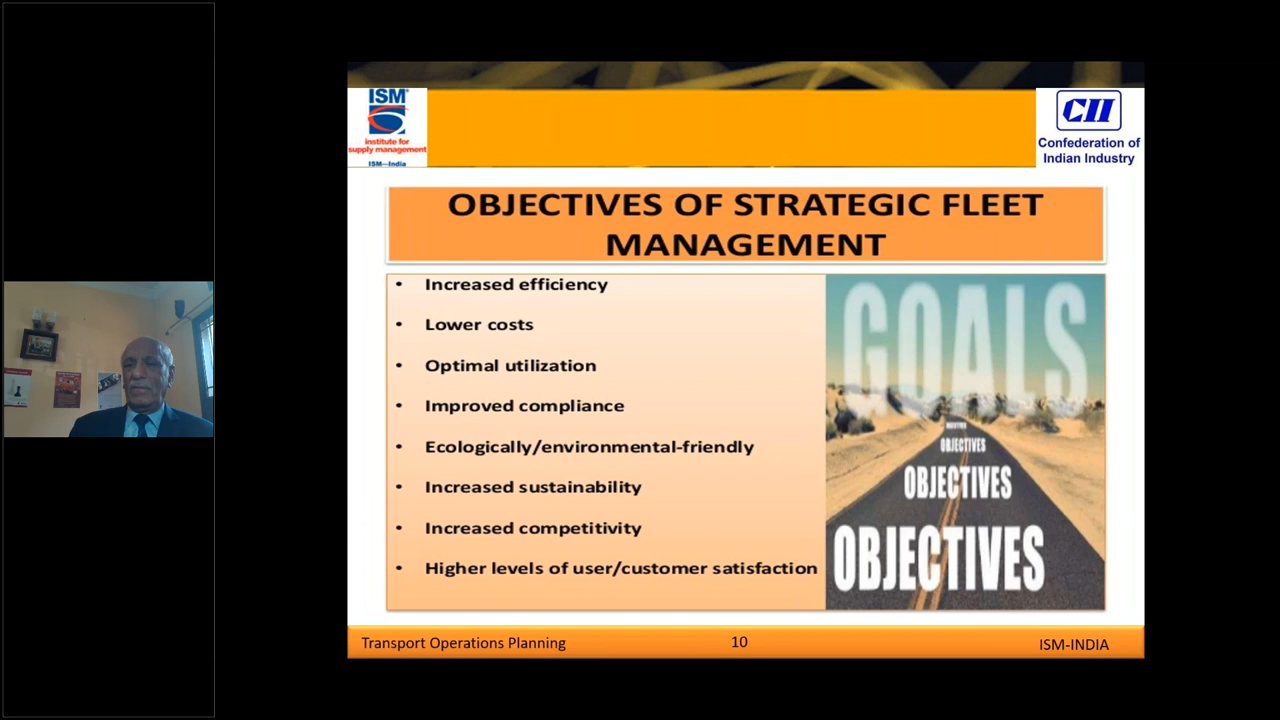 ISM®
institute for
supply management
ISM—India
CII
Confederation of
Indian Industry
OBJECTIVES OF STRATEGIC FLEET
MANAGEMENT
• Increased efficiency
• Lower costs
• Optimal utilization
• Improved compliance
• Ecologically/environmental-friendly
• Increased sustainability
• Increased competitivity
• Higher levels of user/customer satisfaction
GOALS
OBJECTIVES
OBJECTIVES
OBJECTIVES
OBJECTIVES
Transport Operations Planning
10
ISM-INDIA